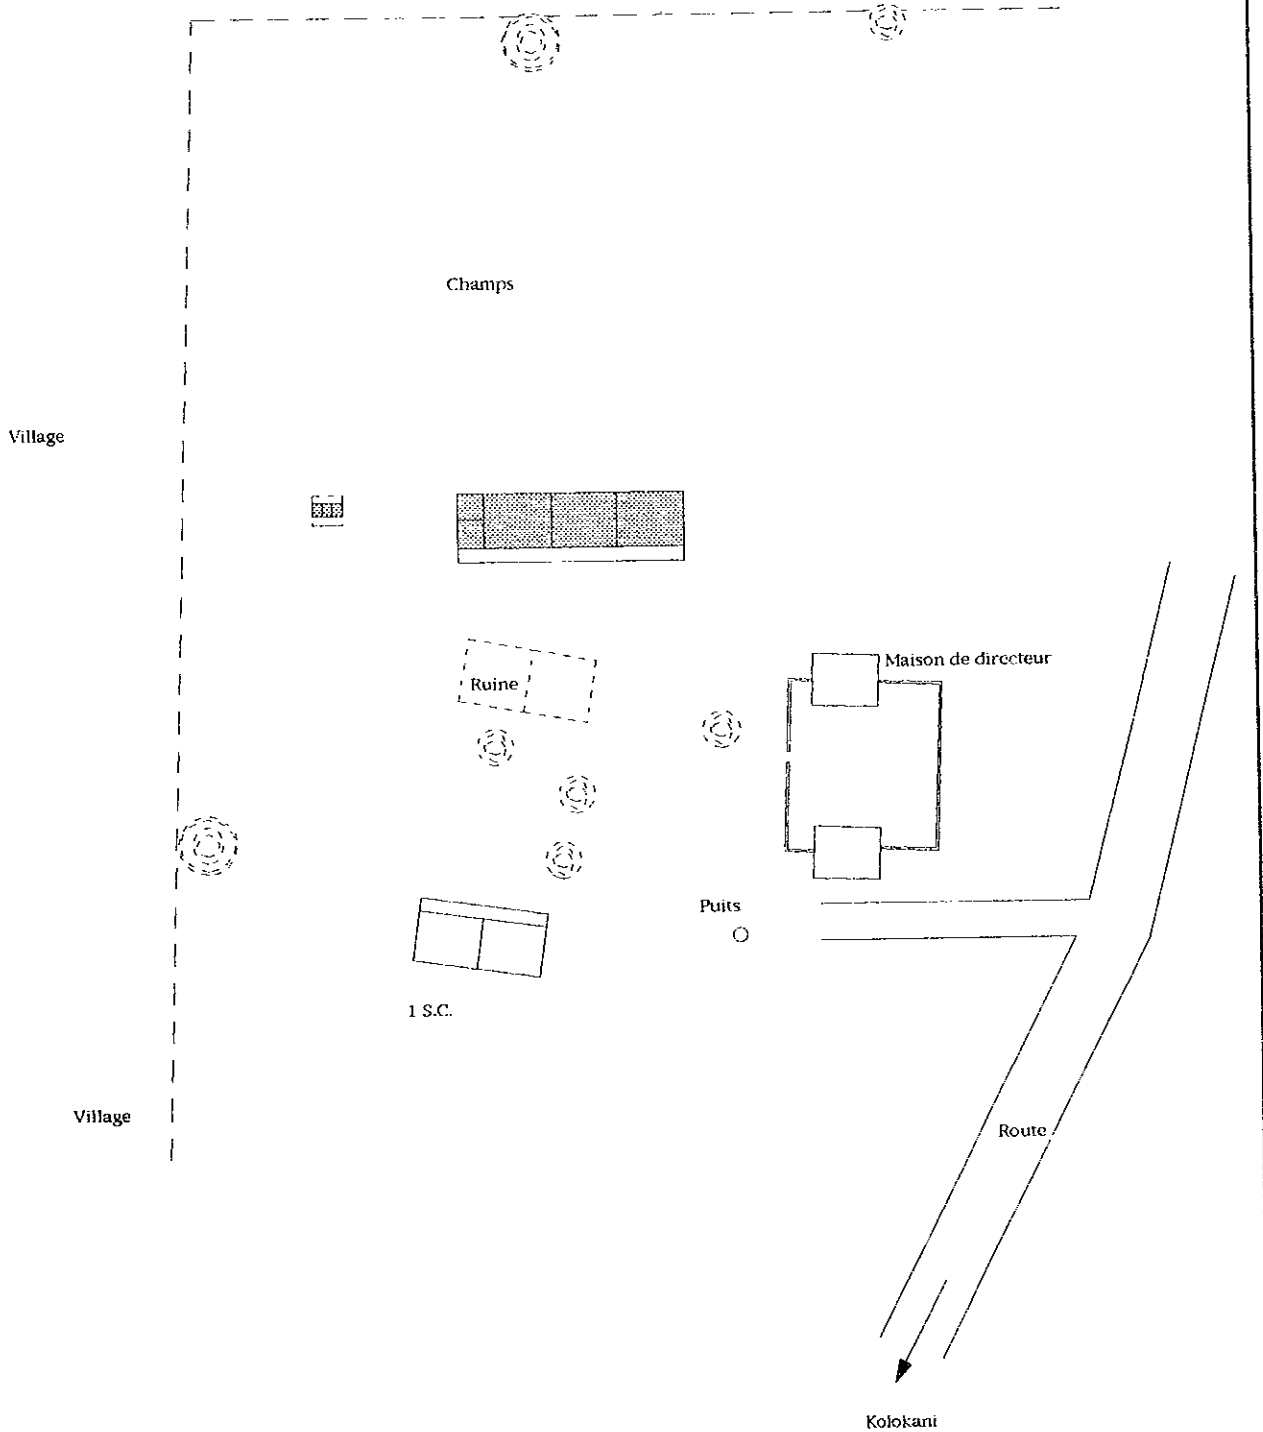 Champs
Village
Maison de directeur
Ruine
Puits
1 S.C.
Village
Route
Kolokani